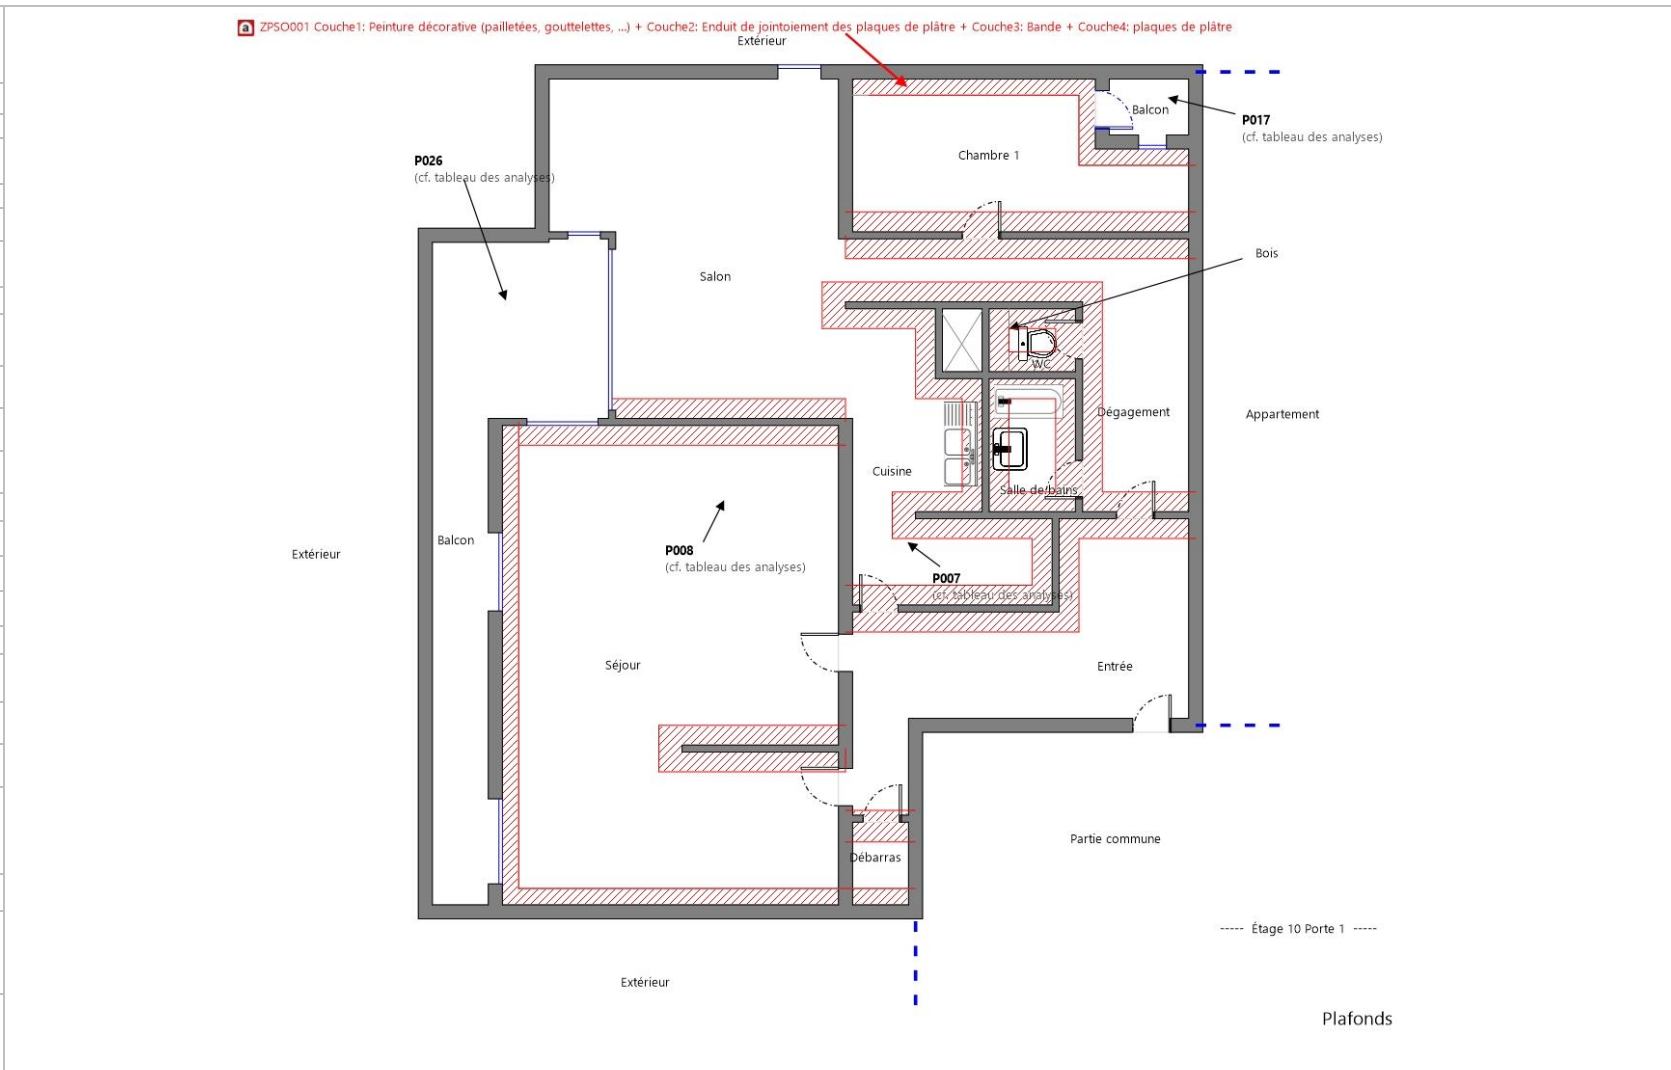 a ZPSO001 Couche1: Peinture décorative (pailletées, gouttelettes, ...) + Couche2: Enduit de jointoiement des plaques de plâtre + Couche3: Bande + Couche4: plaques de plâtre
Extérieur
Balcon
P017
(cf. tableau des analyses)
Chambre 1
P026
(cf. tableau des analyses)
Bois
Salon
WC
Dégagement
Appartement
Cuisine
Salle de bains
Balcon
Extérieur
P008
(cf. tableau des analyses)
P007
(cf. tableau des analyses)
Séjour
Entrée
Partie commune
Débarras
----- Étage 10 Porte 1 -----
Extérieur
Plafonds